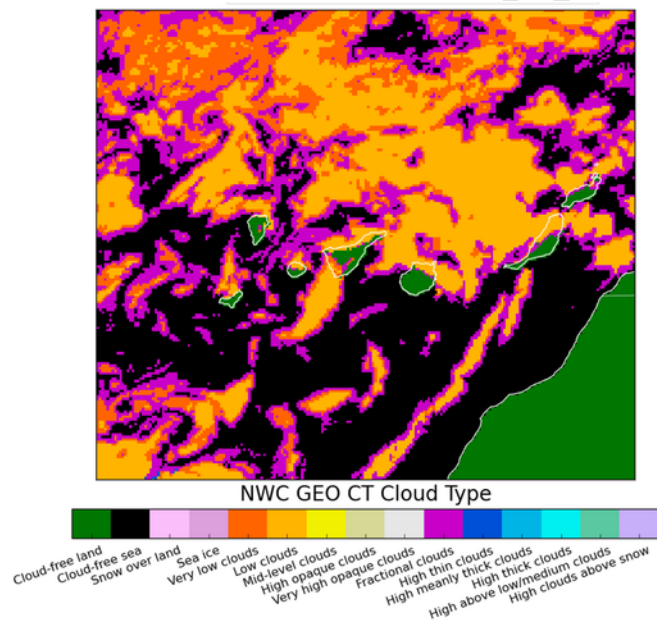 NWC GEO CT Cloud Type
Cloud-free land
Cloud-free sea
Snow over land
Sea ice
Very low clouds
Low clouds
Mid-level clouds
High opaque clouds
Very high opaque clouds
Fractional clouds
High thin clouds
High meanly thick clouds
High thick clouds
High above low/medium clouds
High clouds above snow